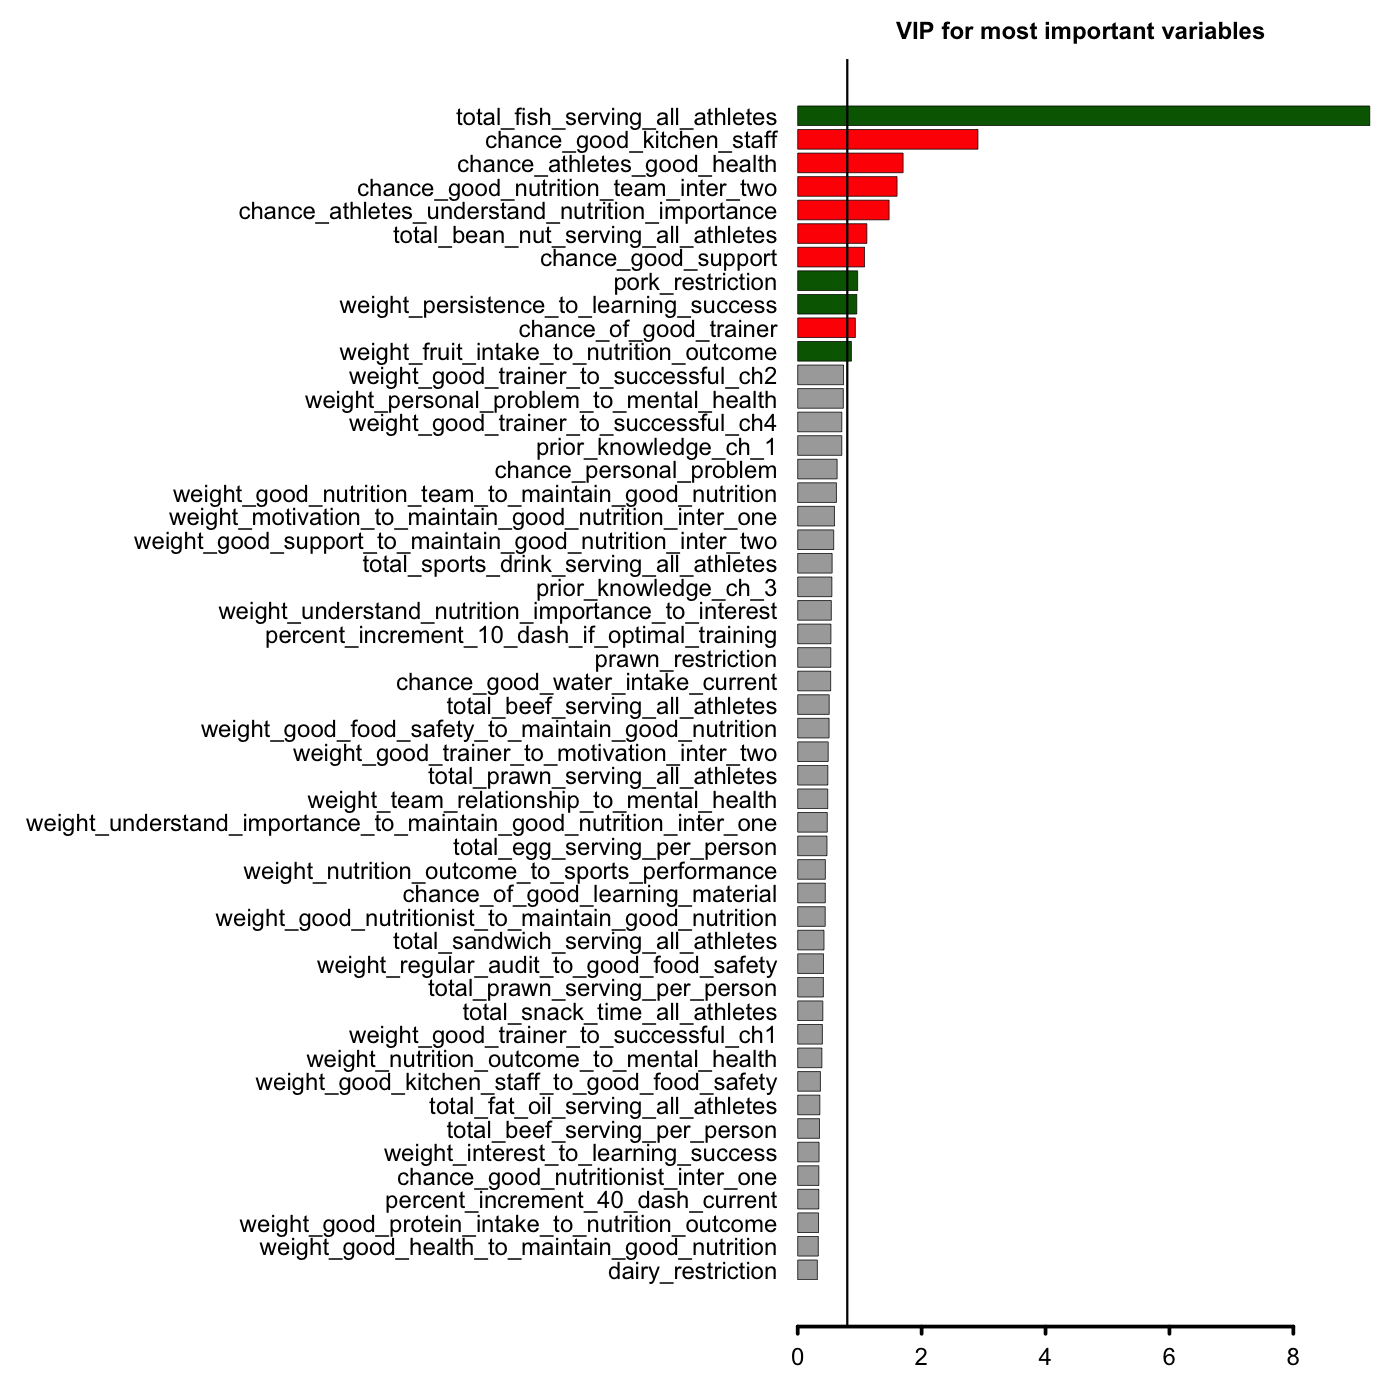 VIP for most important variables
total_fish_serving_all_athletes
chance_good_kitchen_staff
chance_athletes_good_health
chance_good_nutrition_team_inter_two
chance_athletes_understand_nutrition_importance
total_bean_nut_serving_all_athletes
chance_good_support
pork_restriction
weight_persistence_to_learning_success
chance_of_good_trainer
weight_fruit_intake_to_nutrition_outcome
weight_good_trainer_to_successful_ch2
weight_personal_problem_to_mental_health
weight_good_trainer_to_successful_ch4
prior_knowledge_ch_1
chance_personal_problem
weight_good_nutrition_team_to_maintain_good_nutrition
weight_motivation_to_maintain_good_nutrition_inter_one
weight_good_support_to_maintain_good_nutrition_inter_two
total_sports_drink_serving_all_athletes
prior_knowledge_ch_3
weight_understand_nutrition_importance_to_interest
percent_increment_10_dash_if_optimal_training
prawn_restriction
chance_good_water_intake_current
total_beef_serving_all_athletes
weight_good_food_safety_to_maintain_good_nutrition
weight_good_trainer_to_motivation_inter_two
total_prawn_serving_all_athletes
weight_team_relationship_to_mental_health
weight_understand_importance_to_maintain_good_nutrition_inter_one
total_egg_serving_per_person
weight_nutrition_outcome_to_sports_performance
chance_of_good_learning_material
weight_good_nutritionist_to_maintain_good_nutrition
total_sandwich_serving_all_athletes
weight_regular_audit_to_good_food_safety
total_prawn_serving_per_person
total_snack_time_all_athletes
weight_good_trainer_to_successful_ch1
weight_nutrition_outcome_to_mental_health
weight_good_kitchen_staff_to_good_food_safety
total_fat_oil_serving_all_athletes
total_beef_serving_per_person
weight_interest_to_learning_success
chance_good_nutritionist_inter_one
percent_increment_40_dash_current
weight_good_protein_intake_to_nutrition_outcome
weight_good_health_to_maintain_good_nutrition
dairy_restriction
0 2 4 6 8